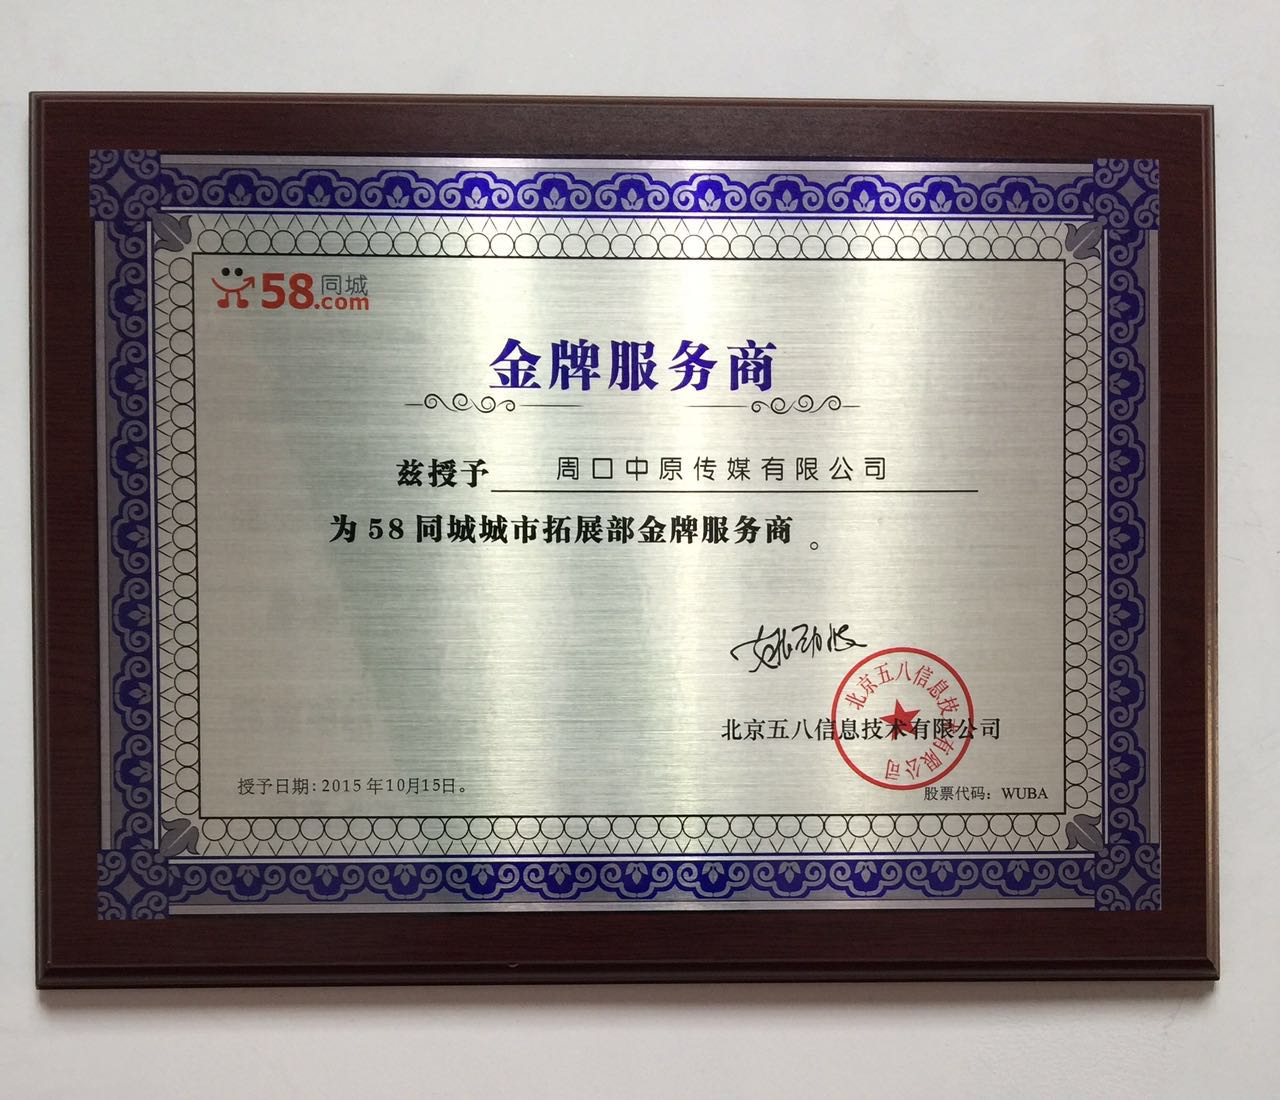 58同城
.com
金牌服务商
兹授予 周口中原传媒有限公司
为58同城城市拓展部金牌服务商。
姚劲波
北京五八信息技术有限公司
北京五八信息技术有限公司
授予日期：2015年10月15日。
股票代码：WUBA